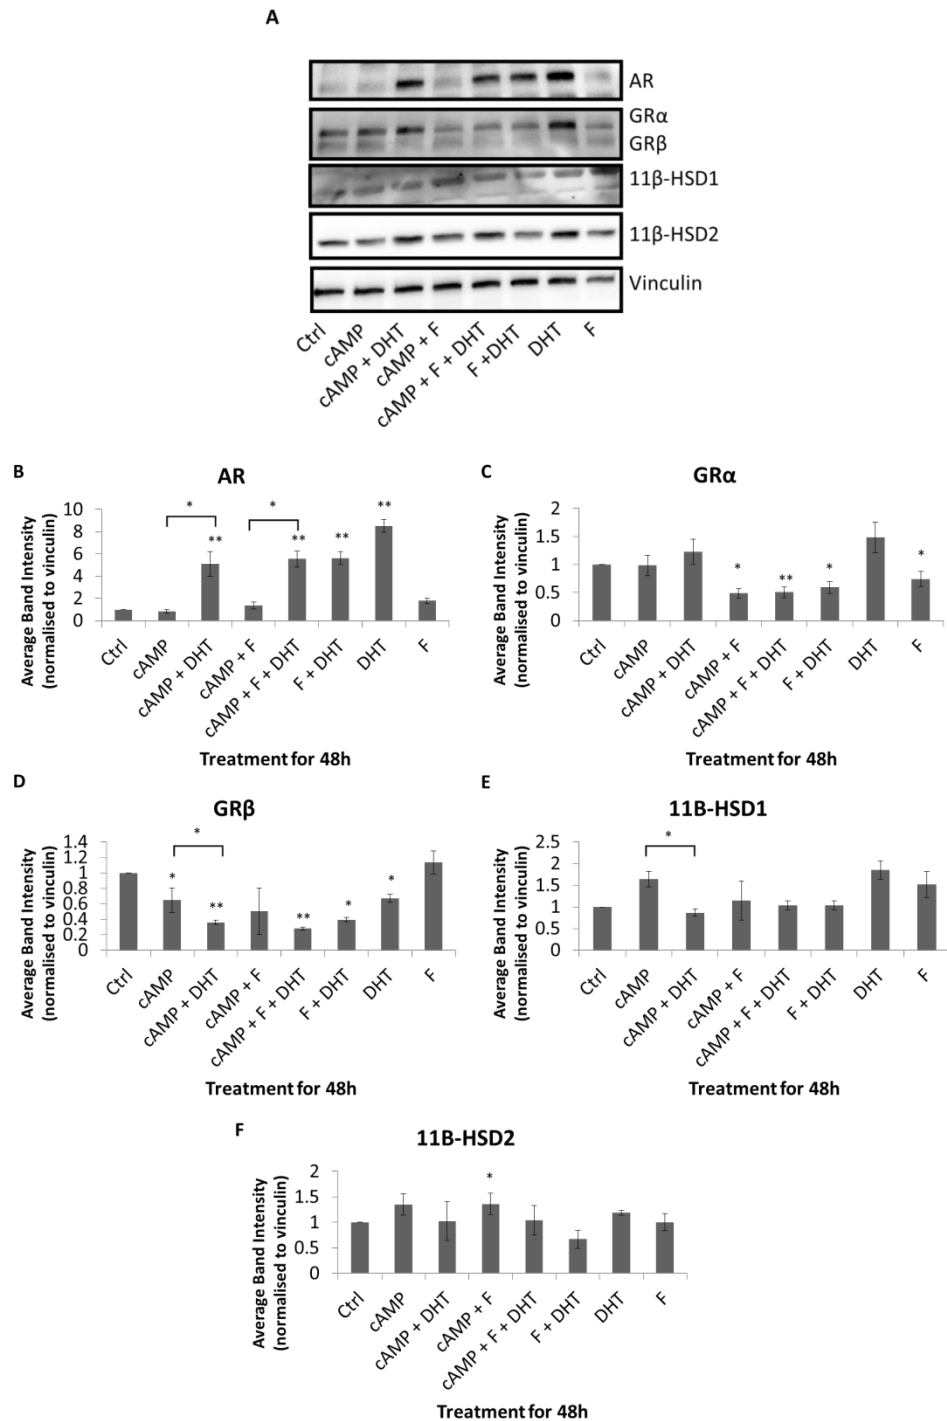 A
AR
GRα
GRβ
11β-HSD1
11β-HSD2
Vinculin
Ctrl
cAMP
cAMP + DHT
cAMP + F
cAMP + F + DHT
F +DHT
DHT
F
B
AR
Average Band Intensity
(normalised to vinculin)
10
8
6
4
2
0
*
*
**
**
**
**
Ctrl
cAMP
cAMP + DHT
cAMP + F
cAMP + F + DHT
F + DHT
DHT
F
Treatment for 48h
C
GRα
Average Band Intensity
(normalised to vinculin)
2
1.5
1
0.5
0
*
**
*
*
Ctrl
cAMP
cAMP + DHT
cAMP + F
cAMP + F + DHT
F + DHT
DHT
F
Treatment for 48h
D
GRβ
Average Band Intensity
(normalised to vinculin)
1.4
1.2
1
0.8
0.6
0.4
0.2
0
*
*
**
**
*
*
Ctrl
cAMP
cAMP + DHT
cAMP + F
cAMP + F + DHT
F + DHT
DHT
F
Treatment for 48h
E
11B-HSD1
Average Band Intensity
(normalised to vinculin)
2.5
2
1.5
1
0.5
0
*
Ctrl
cAMP
cAMP + DHT
cAMP + F
cAMP + F + DHT
F + DHT
DHT
F
Treatment for 48h
F
11B-HSD2
Average Band Intensity
(normalised to vinculin)
2
1.5
1
0.5
0
*
Ctrl
cAMP
cAMP + DHT
cAMP + F
cAMP + F + DHT
F + DHT
DHT
F
Treatment for 48h